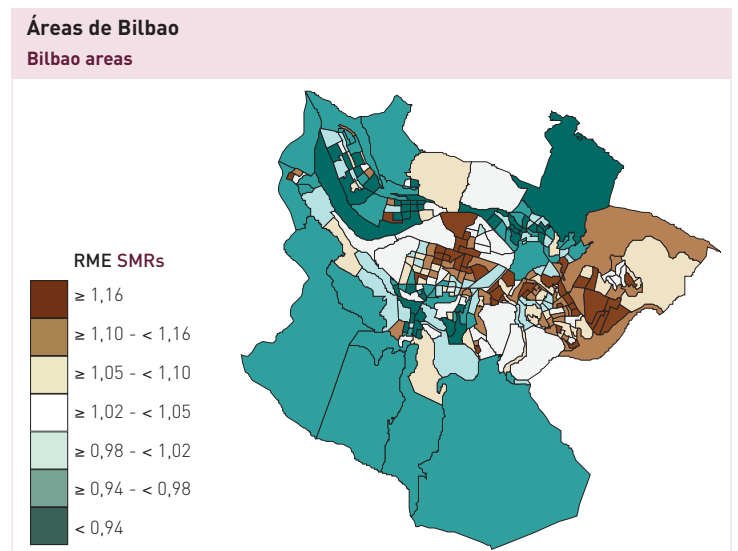 Áreas de Bilbao
Bilbao areas
RME SMRs
≥ 1,16
≥ 1,10 - < 1,16
≥ 1,05 - < 1,10
≥ 1,02 - < 1,05
≥ 0,98 - < 1,02
≥ 0,94 - < 0,98
< 0,94